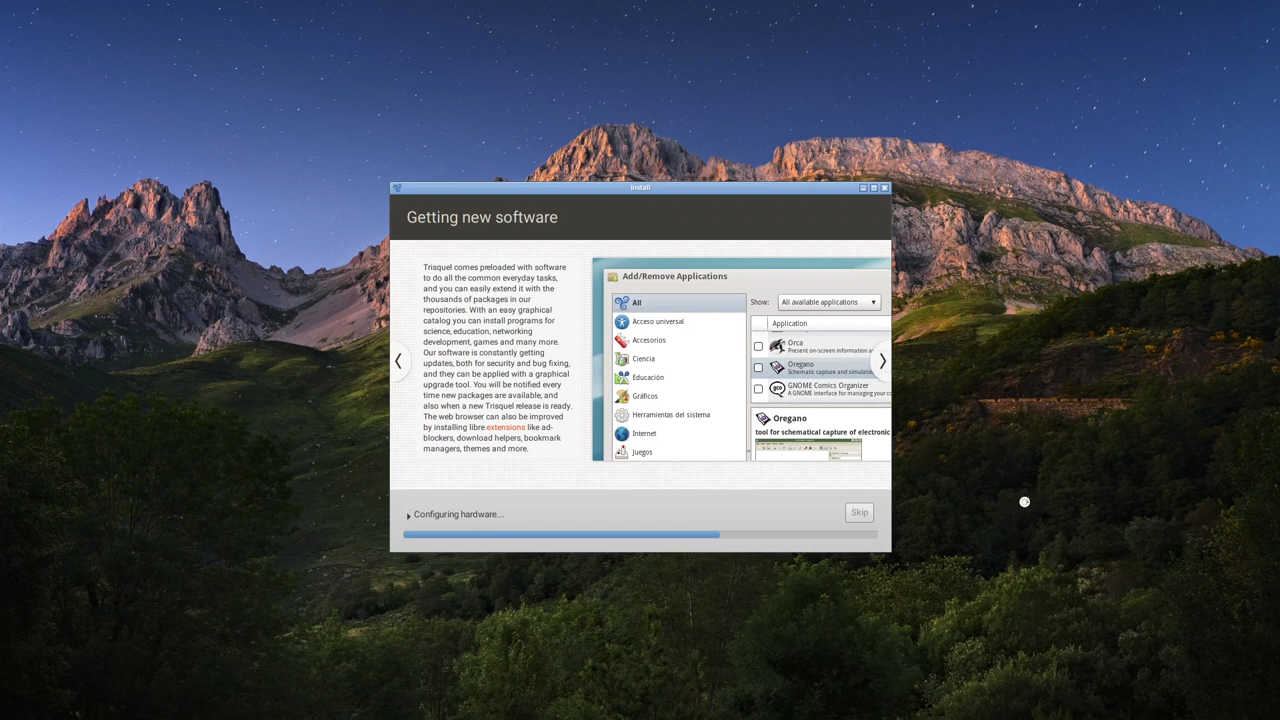 Install
Getting new software
Trisquel comes preloaded with software
to do all the common everyday tasks,
and you can easily extend it with the
thousands of packages in our
repositories. With an easy graphical
catalog you can install programs for
science, education, networking
development, games and many more.
Our software is constantly getting
updates, both for security and bug fixing,
and they can be applied with a graphical
upgrade tool. You will be notified every
time new packages are available, and
also when a new Trisquel release is ready.
The web browser can also be improved
by installing libre extensions like ad-
blockers, download helpers, bookmark
managers, themes and more.
Add/Remove Applications
All
Acceso universal
Accesorios
Ciencia
Educación
Gráficos
Herramientas del sistema
Internet
Juegos
Show: All available applications
Application
Orca
Present on-screen information a
Oregano
Schematic capture and simulatio
GNOME Comics Organizer
A GNOME interface for managing your co
Oregano
tool for schematical capture of electronic
Configuring hardware...
Skip